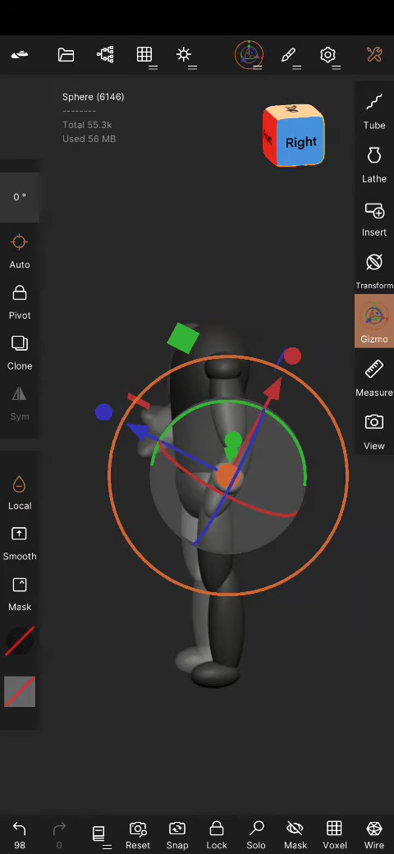 Sphere (6146)
--------
Total 55.3k
Used 56 MB
Right
Tube
Lathe
Insert
Transform
Gizmo
Measure
View
0 °
Auto
Pivot
Clone
Sym
Local
Smooth
Mask
98
0
Reset
Snap
Lock
Solo
Mask
Voxel
Wire